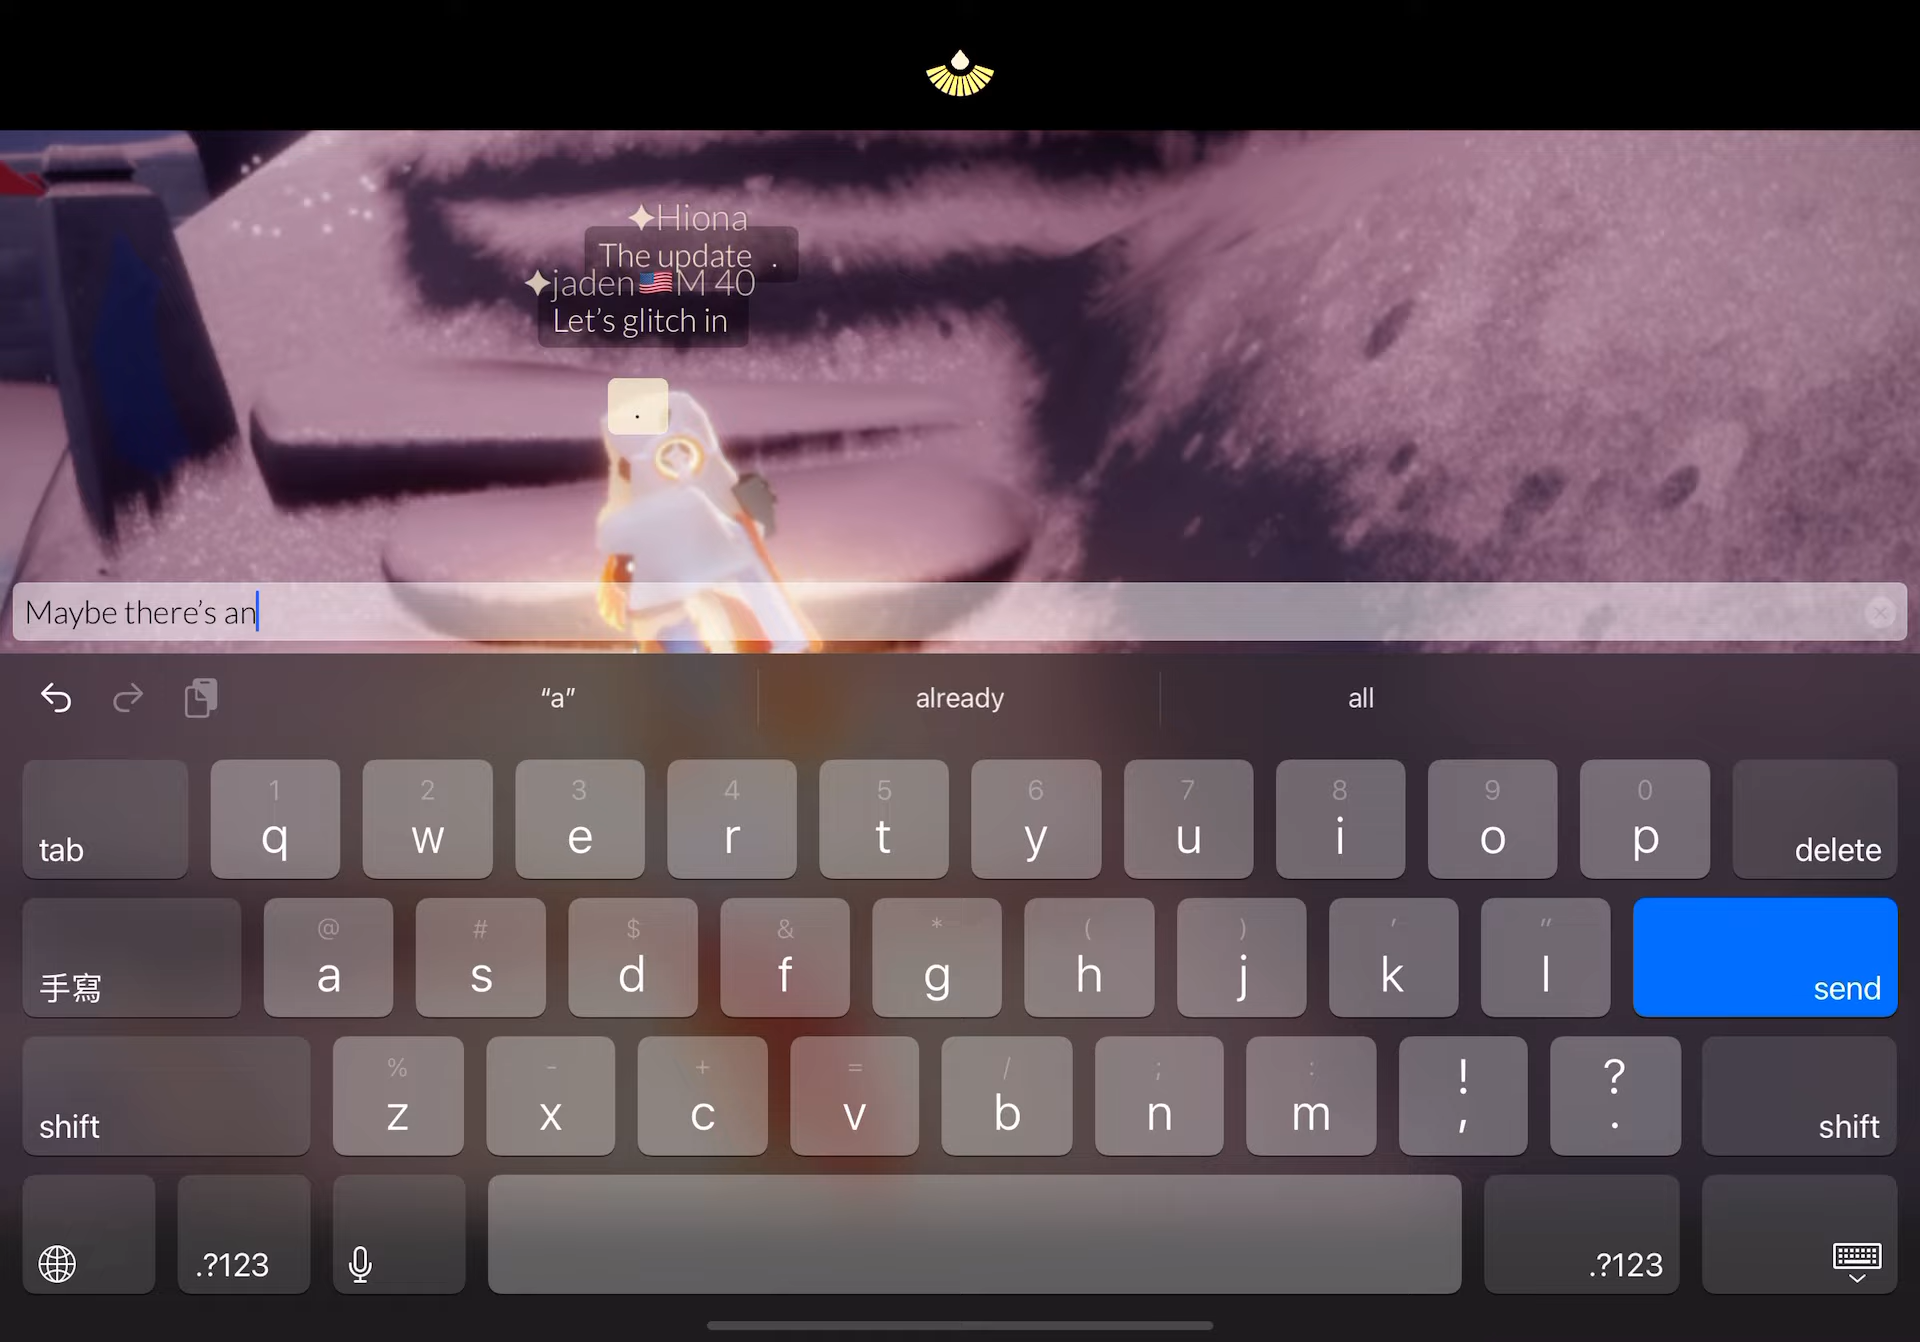 ✦Hiona
The update .
✦jaden🇺🇸M 40
Let’s glitch in
.
Maybe there’s an
“a” already all
tab 1 q 2 w 3 e 4 r 5 t 6 y 7 u 8 i 9 o 0 p delete
手寫 @ a # s $ d & f * g ( h ) j ' k " l send
shift % z - x + c = v / b ; n : m ! , ? . shift
.?123 .?123